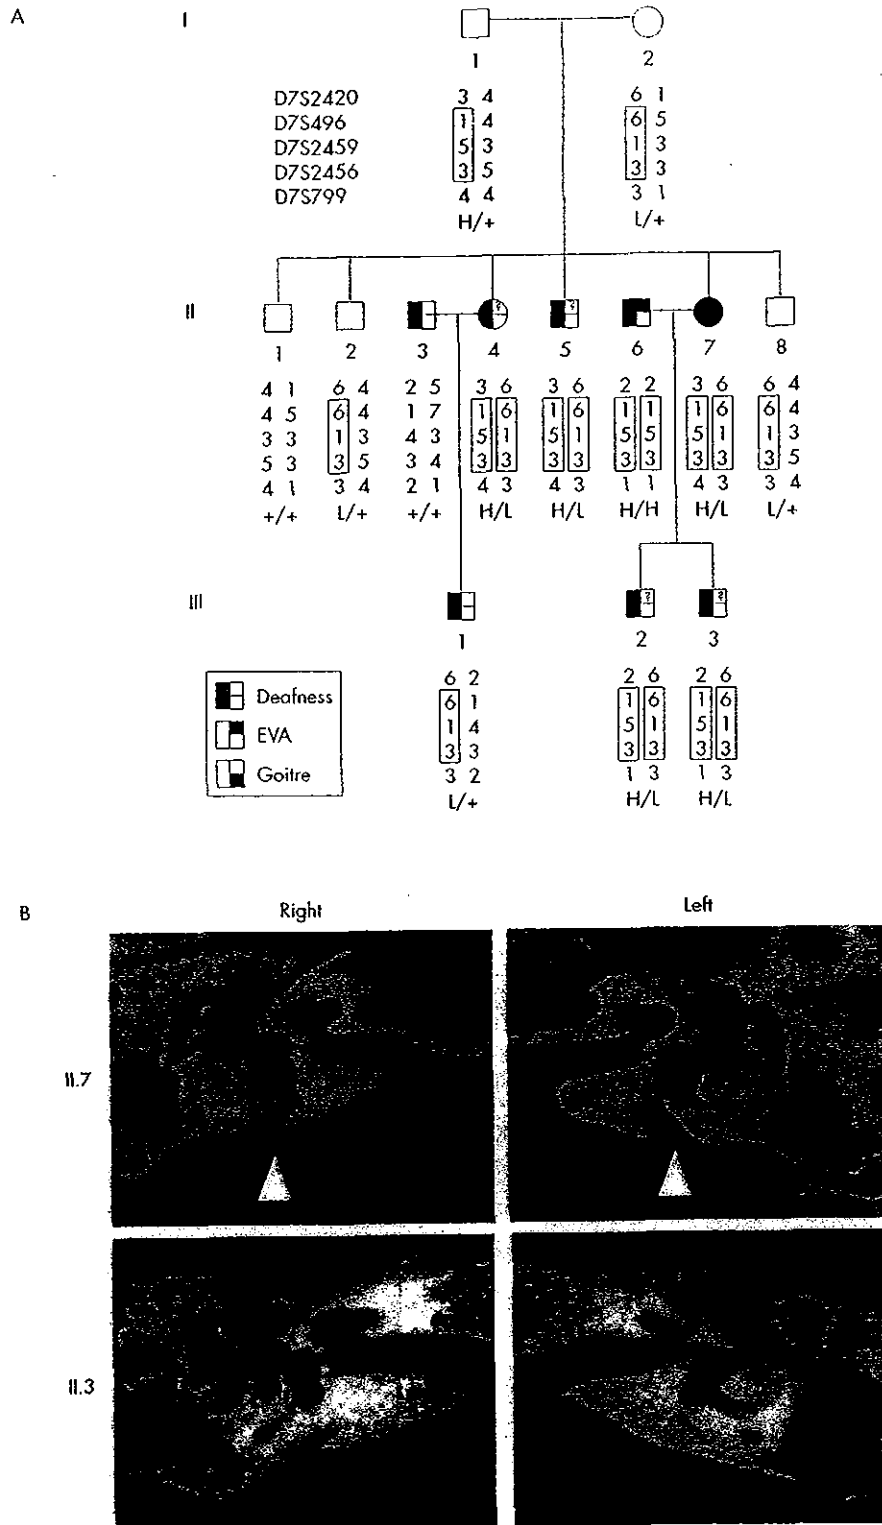 A
I
1 2
D7S2420 3 4 6 1
D7S496 1 4 6 5
D7S2459 5 3 1 3
D7S2456 3 5 3 3
D7S799 4 4 3 1
H/+ L/+
II
? ?
1 2 3 4 5 6 7 8
4 1 6 4 2 5 3 6 3 6 2 2 3 6 6 4
4 5 6 4 1 7 1 6 1 6 1 1 1 6 6 4
3 3 1 3 4 3 5 1 5 1 5 5 5 1 1 3
5 3 3 5 3 4 3 3 3 3 3 3 3 3 3 5
4 1 3 4 2 1 4 3 4 3 1 1 4 3 3 4
+/+ L/+ +/+ H/L H/L H/H H/L L/+
III
? ?
1 2 3
6 2 2 6 2 6
6 1 1 6 1 6
1 4 5 1 5 1
3 3 3 3 3 3
3 2 1 3 1 3
L/+ H/L H/L
Deafness
EVA
Goitre
B
Right Left
II.7
II.3